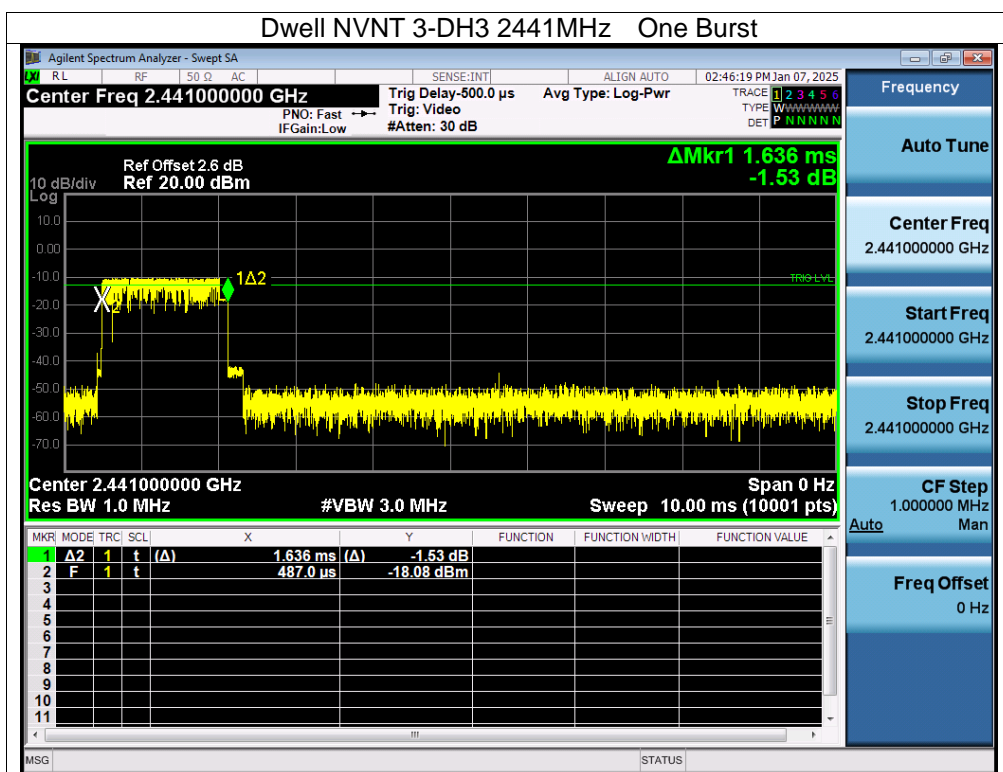 Dwell NVNT 3-DH3 2441MHz One Burst
Agilent Spectrum Analyzer - Swept SA
LXI RL RF 50 Ω AC SENSE:INT ALIGN AUTO 02:46:19 PM Jan 07, 2025
Center Freq 2.441000000 GHz Trig Delay-500.0 µs Avg Type: Log-Pwr TRACE 1 2 3 4 5 6
PNO: Fast Trig: Video TYPE WWWWWW
IFGain:Low #Atten: 30 dB DET P N N N N N
ΔMkr1 1.636 ms
-1.53 dB
Ref Offset 2.6 dB
10 dB/div Ref 20.00 dBm
Log
10.0
0.00
-10.0
-20.0
-30.0
-40.0
-50.0
-60.0
-70.0
1Δ2
2
TRIG LVL
Center 2.441000000 GHz Span 0 Hz
Res BW 1.0 MHz #VBW 3.0 MHz Sweep 10.00 ms (10001 pts)
MKR MODE TRC SCL X Y FUNCTION FUNCTION WIDTH FUNCTION VALUE
1 Δ2 1 t (Δ) 1.636 ms (Δ) -1.53 dB
2 F 1 t 487.0 µs -18.08 dBm
3
4
5
6
7
8
9
10
11
MSG STATUS
Frequency
Auto Tune
Center Freq
2.441000000 GHz
Start Freq
2.441000000 GHz
Stop Freq
2.441000000 GHz
CF Step
1.000000 MHz
Auto Man
Freq Offset
0 Hz